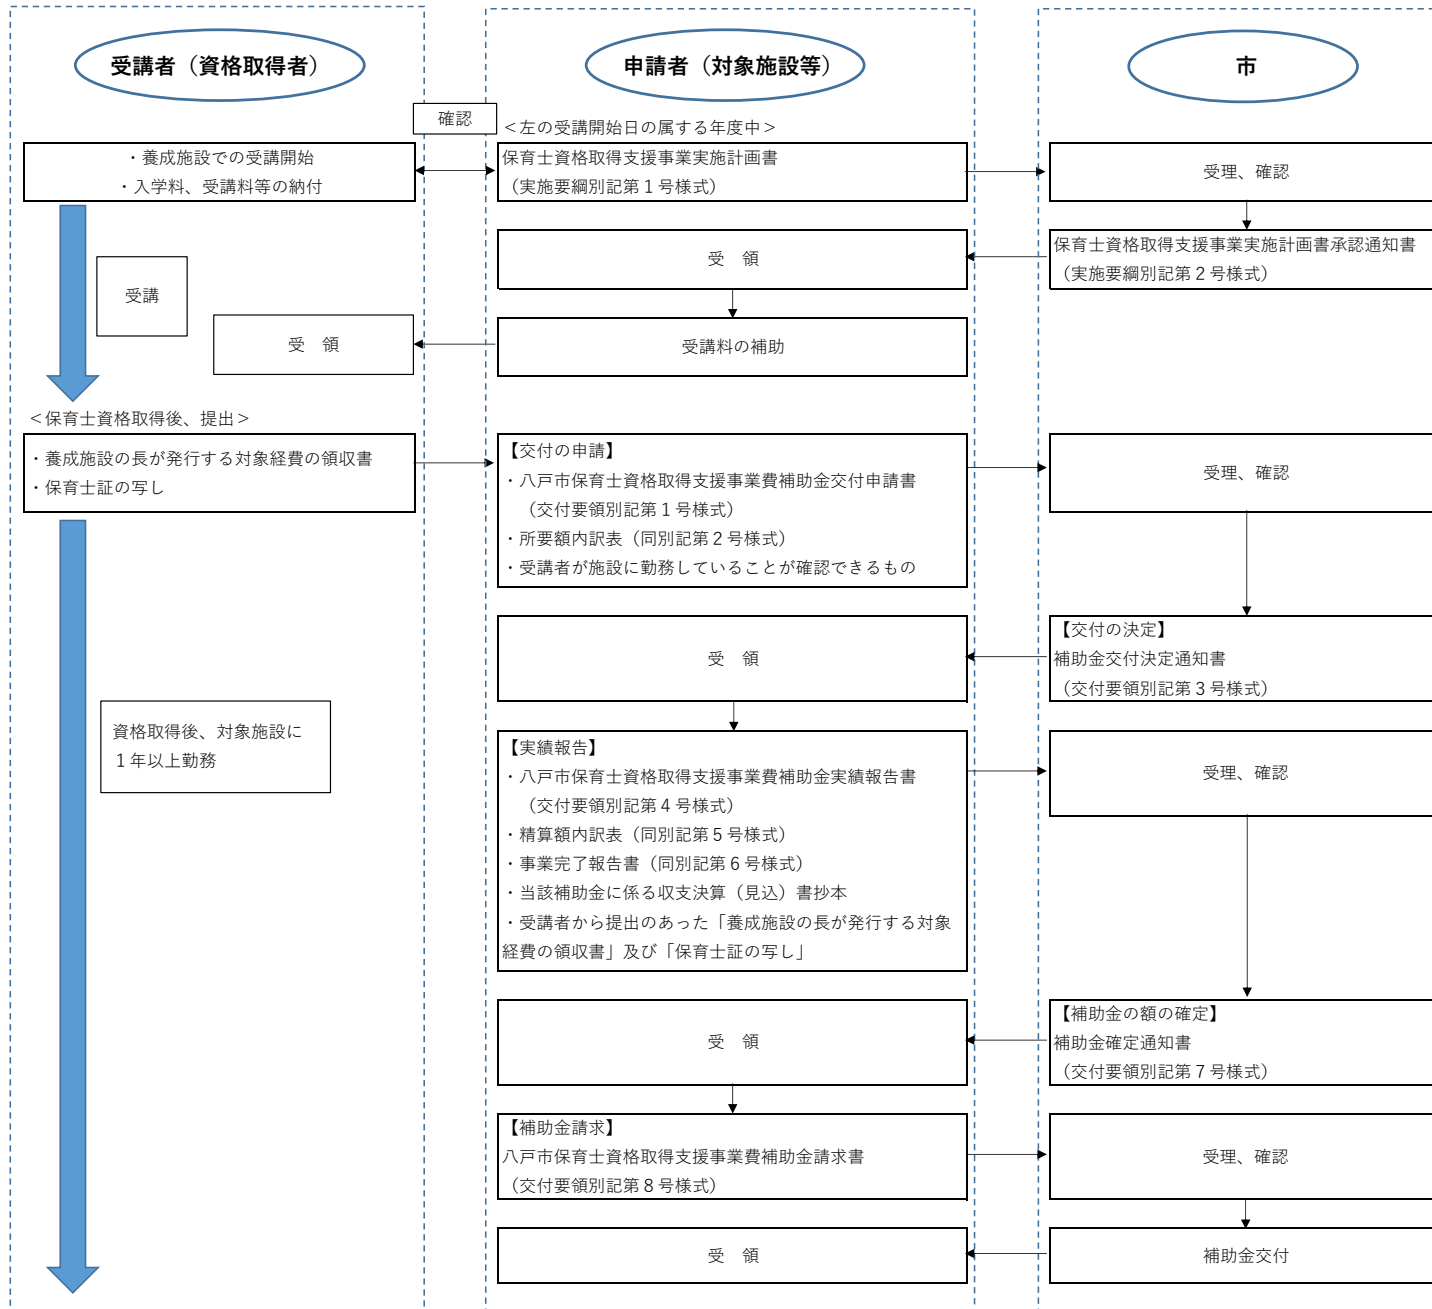 受講者（資格取得者）
申請者（対象施設等）
市
確認
＜左の受講開始日の属する年度中＞
・養成施設での受講開始
・入学料、受講料等の納付
保育士資格取得支援事業実施計画書
（実施要綱別記第１号様式）
受理、確認
受　領
保育士資格取得支援事業実施計画書承認通知書
（実施要綱別記第２号様式）
受講
受　領
受講料の補助
＜保育士資格取得後、提出＞
・養成施設の長が発行する対象経費の領収書
・保育士証の写し
【交付の申請】
・八戸市保育士資格取得支援事業費補助金交付申請書
（交付要領別記第１号様式）
・所要額内訳表（同別記第２号様式）
・受講者が施設に勤務していることが確認できるもの
受理、確認
受　領
【交付の決定】
補助金交付決定通知書
（交付要領別記第３号様式）
資格取得後、対象施設に
１年以上勤務
【実績報告】
・八戸市保育士資格取得支援事業費補助金実績報告書
（交付要領別記第４号様式）
・精算額内訳表（同別記第５号様式）
・事業完了報告書（同別記第６号様式）
・当該補助金に係る収支決算（見込）書抄本
・受講者から提出のあった「養成施設の長が発行する対象
経費の領収書」及び「保育士証の写し」
受理、確認
受　領
【補助金の額の確定】
補助金確定通知書
（交付要領別記第７号様式）
【補助金請求】
八戸市保育士資格取得支援事業費補助金請求書
（交付要領別記第８号様式）
受理、確認
受　領
補助金交付